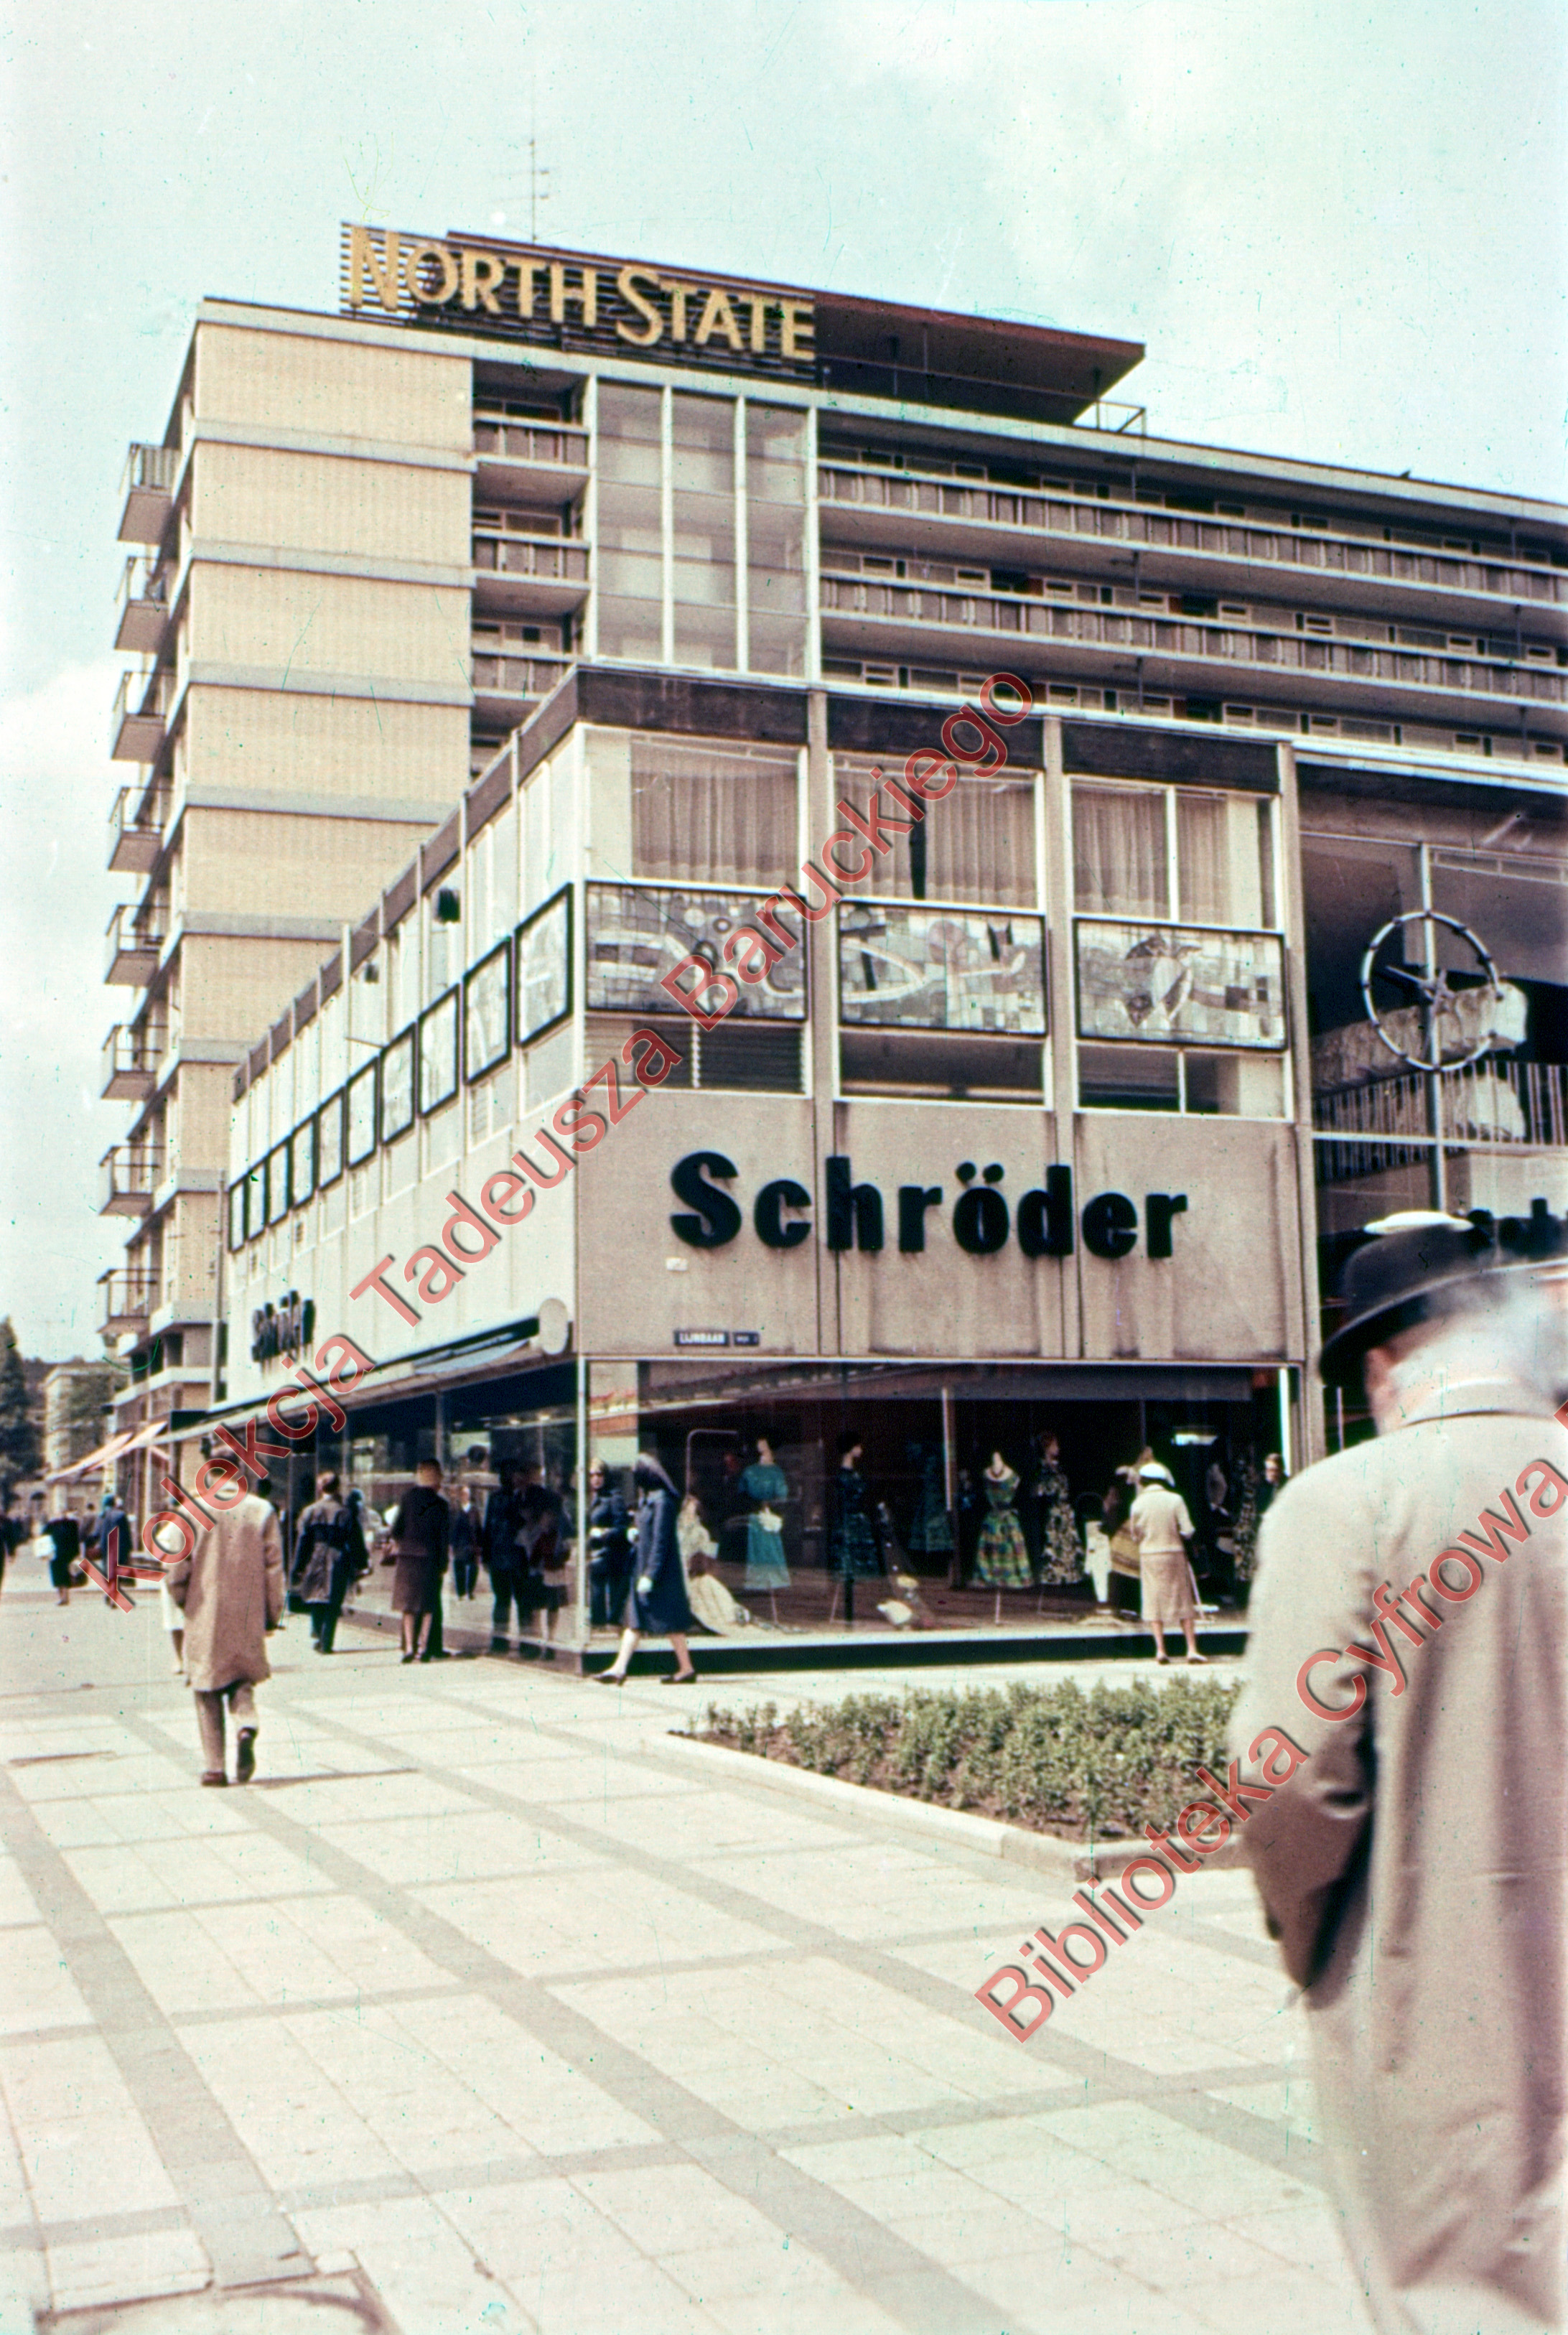 NORTH STATE
Schröder
LIJNBAAN
Kolekcja Tadeusza Baruckiego
Biblioteka Cyfrowa